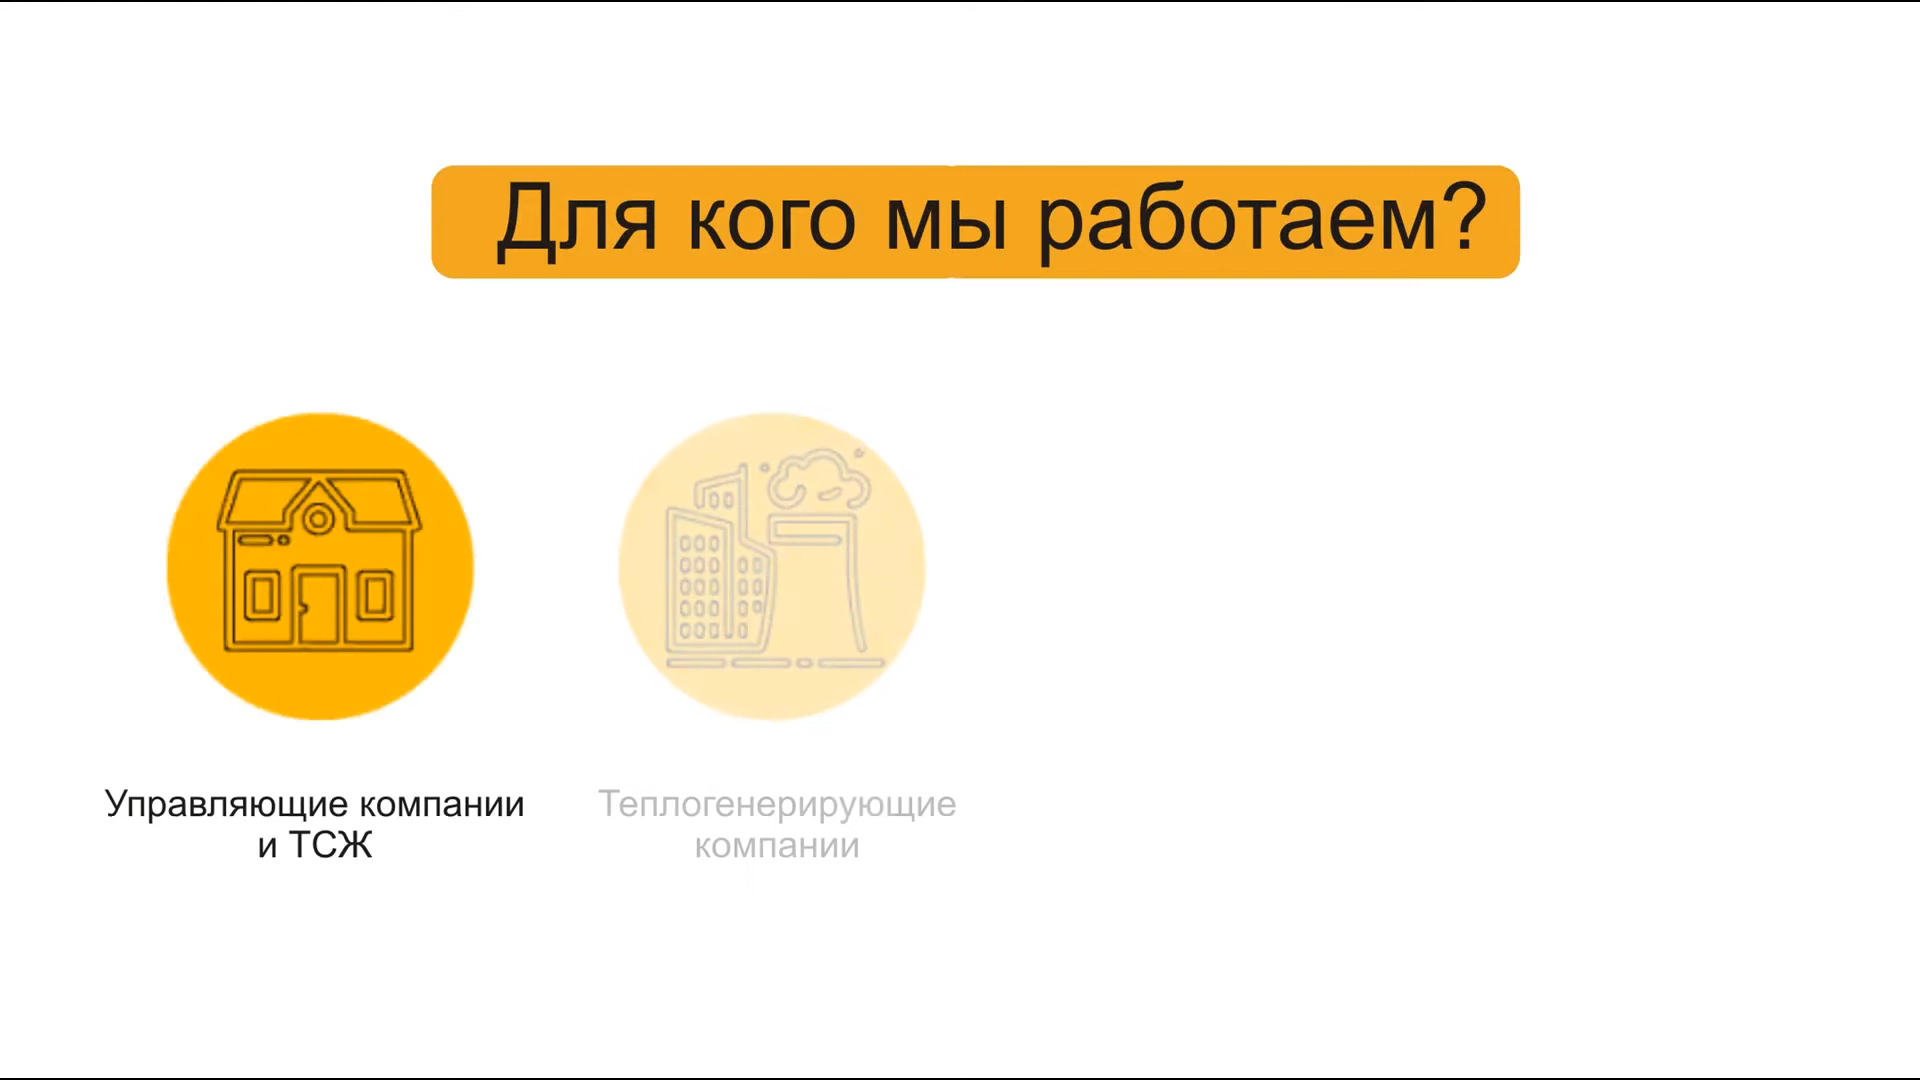 Для кого мы работаем?
Управляющие компании
и ТСЖ
Теплогенерирующие
компании